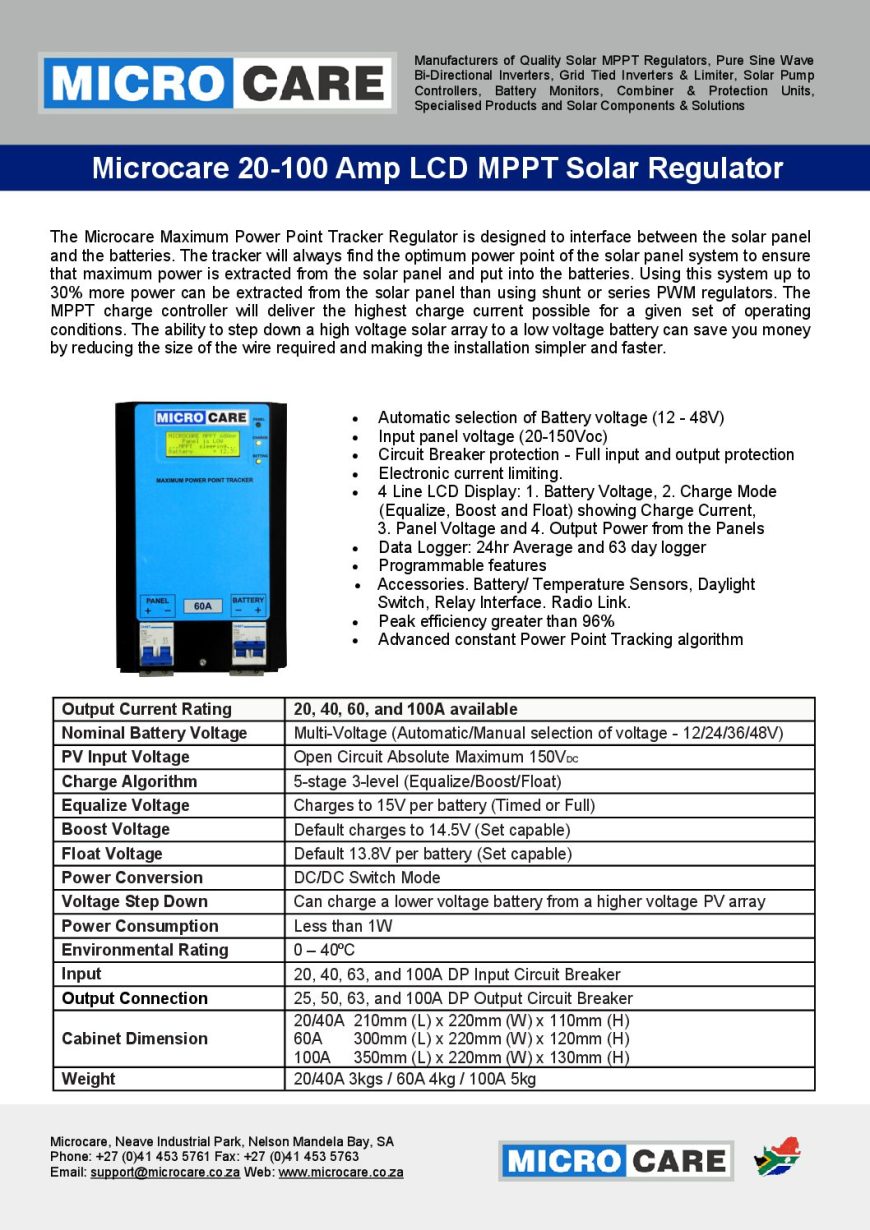 MICRO CARE
Manufacturers of Quality Solar MPPT Regulators, Pure Sine Wave
Bi-Directional Inverters, Grid Tied Inverters & Limiter, Solar Pump
Controllers, Battery Monitors, Combiner & Protection Units,
Specialised Products and Solar Components & Solutions
Microcare 20-100 Amp LCD MPPT Solar Regulator
The Microcare Maximum Power Point Tracker Regulator is designed to interface between the solar panel
and the batteries. The tracker will always find the optimum power point of the solar panel system to ensure
that maximum power is extracted from the solar panel and put into the batteries. Using this system up to
30% more power can be extracted from the solar panel than using shunt or series PWM regulators. The
MPPT charge controller will deliver the highest charge current possible for a given set of operating
conditions. The ability to step down a high voltage solar array to a low voltage battery can save you money
by reducing the size of the wire required and making the installation simpler and faster.
MICRO CARE
PANEL
MICROCARE MPPT
Panel is LOW
Battery
MAXIMUM POWER POINT TRACKER
PANEL
+ −
60A
BATTERY
− +
• Automatic selection of Battery voltage (12 - 48V)
• Input panel voltage (20-150Voc)
• Circuit Breaker protection - Full input and output protection
• Electronic current limiting.
• 4 Line LCD Display: 1. Battery Voltage, 2. Charge Mode
(Equalize, Boost and Float) showing Charge Current,
3. Panel Voltage and 4. Output Power from the Panels
• Data Logger: 24hr Average and 63 day logger
• Programmable features
• Accessories. Battery/ Temperature Sensors, Daylight
Switch, Relay Interface. Radio Link.
• Peak efficiency greater than 96%
• Advanced constant Power Point Tracking algorithm
Output Current Rating 20, 40, 60, and 100A available
Nominal Battery Voltage Multi-Voltage (Automatic/Manual selection of voltage - 12/24/36/48V)
PV Input Voltage Open Circuit Absolute Maximum 150VDC
Charge Algorithm 5-stage 3-level (Equalize/Boost/Float)
Equalize Voltage Charges to 15V per battery (Timed or Full)
Boost Voltage Default charges to 14.5V (Set capable)
Float Voltage Default 13.8V per battery (Set capable)
Power Conversion DC/DC Switch Mode
Voltage Step Down Can charge a lower voltage battery from a higher voltage PV array
Power Consumption Less than 1W
Environmental Rating 0 – 40ºC
Input 20, 40, 63, and 100A DP Input Circuit Breaker
Output Connection 25, 50, 63, and 100A DP Output Circuit Breaker
Cabinet Dimension 20/40A 210mm (L) x 220mm (W) x 110mm (H)
60A 300mm (L) x 220mm (W) x 120mm (H)
100A 350mm (L) x 220mm (W) x 130mm (H)
Weight 20/40A 3kgs / 60A 4kg / 100A 5kg
Microcare, Neave Industrial Park, Nelson Mandela Bay, SA
Phone: +27 (0)41 453 5761 Fax: +27 (0)41 453 5763
Email: support@microcare.co.za Web: www.microcare.co.za
MICRO CARE